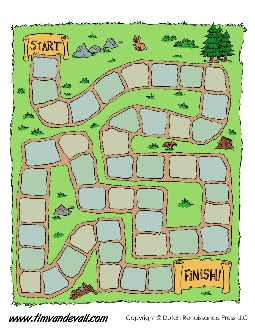 START
FINISH!
www.timvandevall.com Copyright © Dutch Renaissance Press LLC